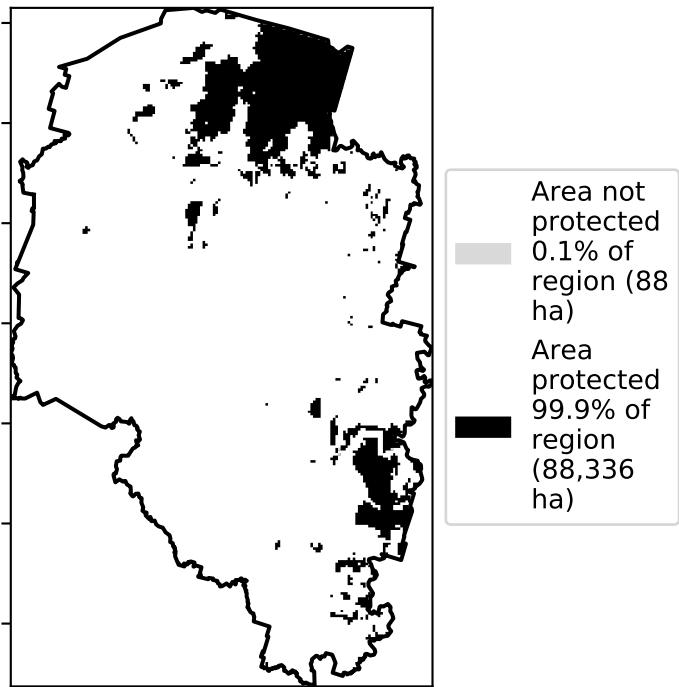 Area not
protected
0.1% of
region (88
ha)
Area
protected
99.9% of
region
(88,336
ha)